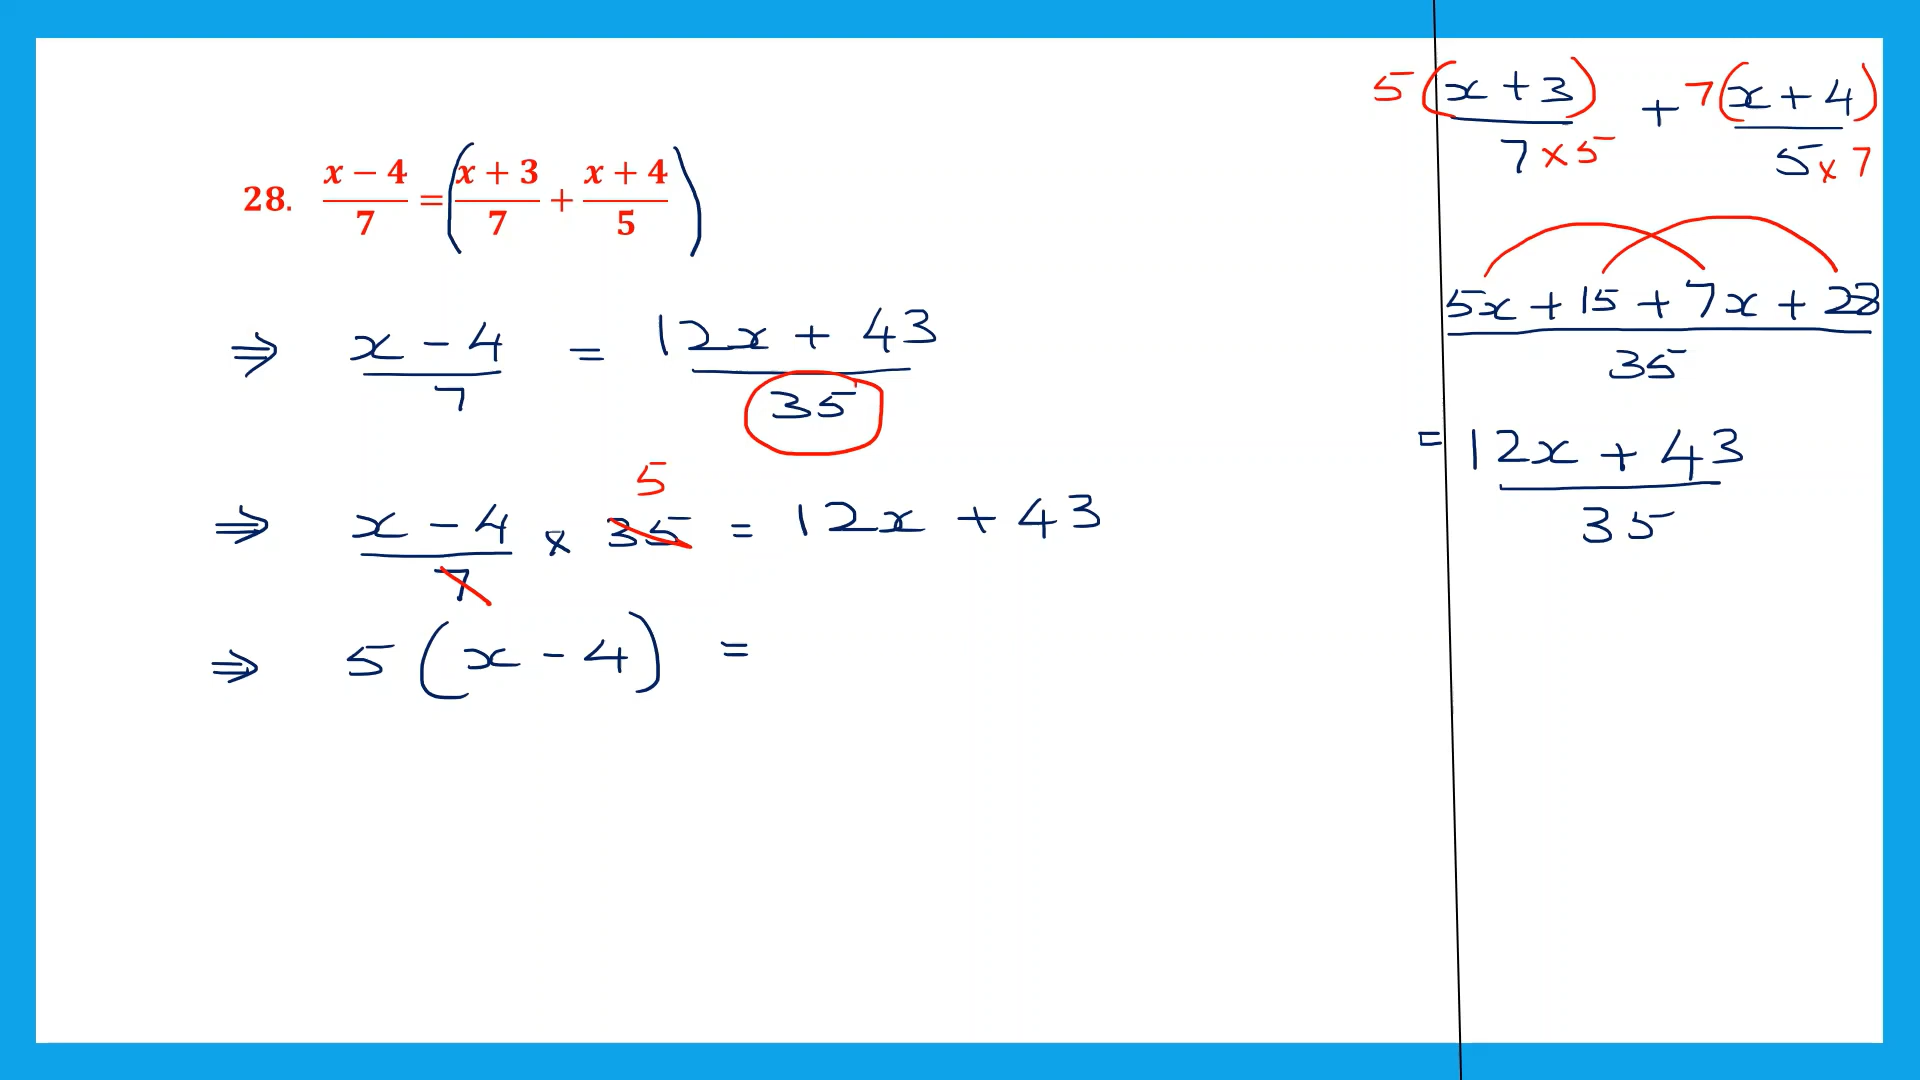 28. x − 4 / 7 = (x + 3 / 7 + x + 4 / 5)
⇒ x − 4 / 7 = 12x + 43 / 35
5
⇒ x − 4 / 7 × 35 = 12x + 43
⇒ 5 (x − 4) =
5 (x + 3) / 7 × 5 + 7 (x + 4) / 5 × 7
5x + 15 + 7x + 28 / 35
= 12x + 43 / 35